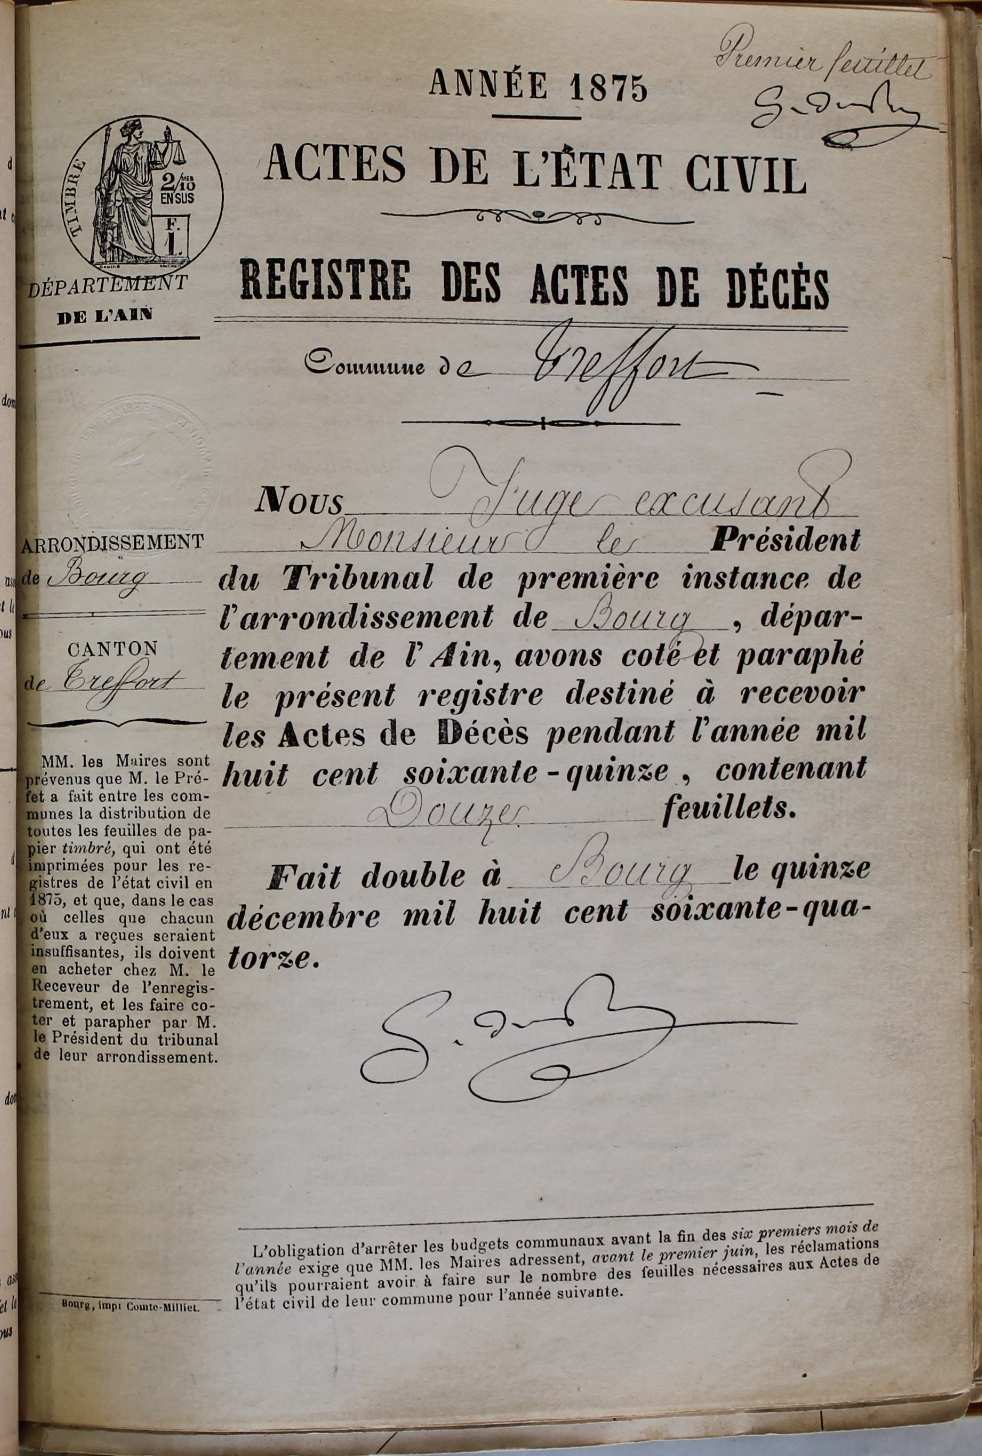 Premier feuillet
ANNÉE 1875
ACTES DE L'ÉTAT CIVIL
TIMBRE
2/10
EN SUS
F.
I.
DÉPARTEMENT
DE L'AIN
REGISTRE DES ACTES DE DÉCÈS
Commune de Treffort
ARRONDISSEMENT
de Bourg
CANTON
de Treffort
MM. les Maires sont
prévenus que M. le Pré-
fet a fait entre les com-
munes la distribution de
toutes les feuilles de pa-
pier timbré, qui ont été
imprimées pour les re-
gistres de l'état civil en
1875, et que, dans le cas
où celles que chacun
d'eux a reçues seraient
insuffisantes, ils doivent
en acheter chez M. le
Receveur de l'enregis-
trement, et les faire co-
ter et parapher par M.
le Président du tribunal
de leur arrondissement.
Nous Juge excusant
Monsieur le Président
du Tribunal de première instance de
l'arrondissement de Bourg, dépar-
tement de l'Ain, avons coté et paraphé
le présent registre destiné à recevoir
les Actes de Décès pendant l'année mil
huit cent soixante-quinze, contenant
Douze feuillets.
Fait double à Bourg le quinze
décembre mil huit cent soixante-qua-
torze.
L'obligation d'arrêter les budgets communaux avant la fin des six premiers mois de
l'année exige que MM. les Maires adressent, avant le premier juin, les réclamations
qu'ils pourraient avoir à faire sur le nombre des feuilles nécessaires aux Actes de
l'état civil de leur commune pour l'année suivante.
Bourg, impr Comte-Milliet.